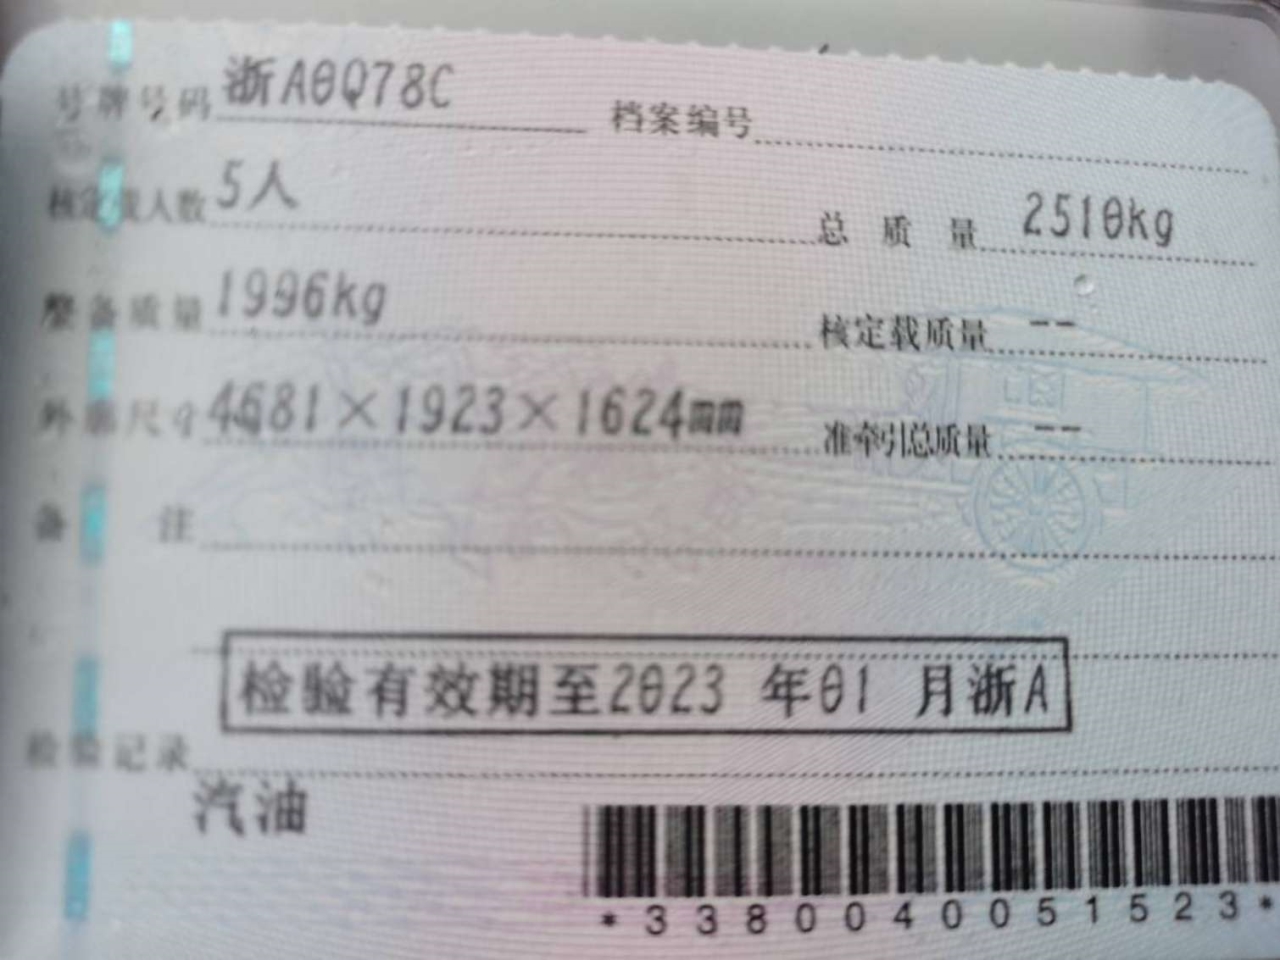 号牌号码 浙A0Q78C 档案编号
核定载人数 5人 总质量 2510kg
整备质量 1996kg 核定载质量 --
外廓尺寸 4681×1923×1624mm 准牵引总质量 --
备注
检验有效期至2023 年01 月浙A
检验记录
汽油
*3380040051523*